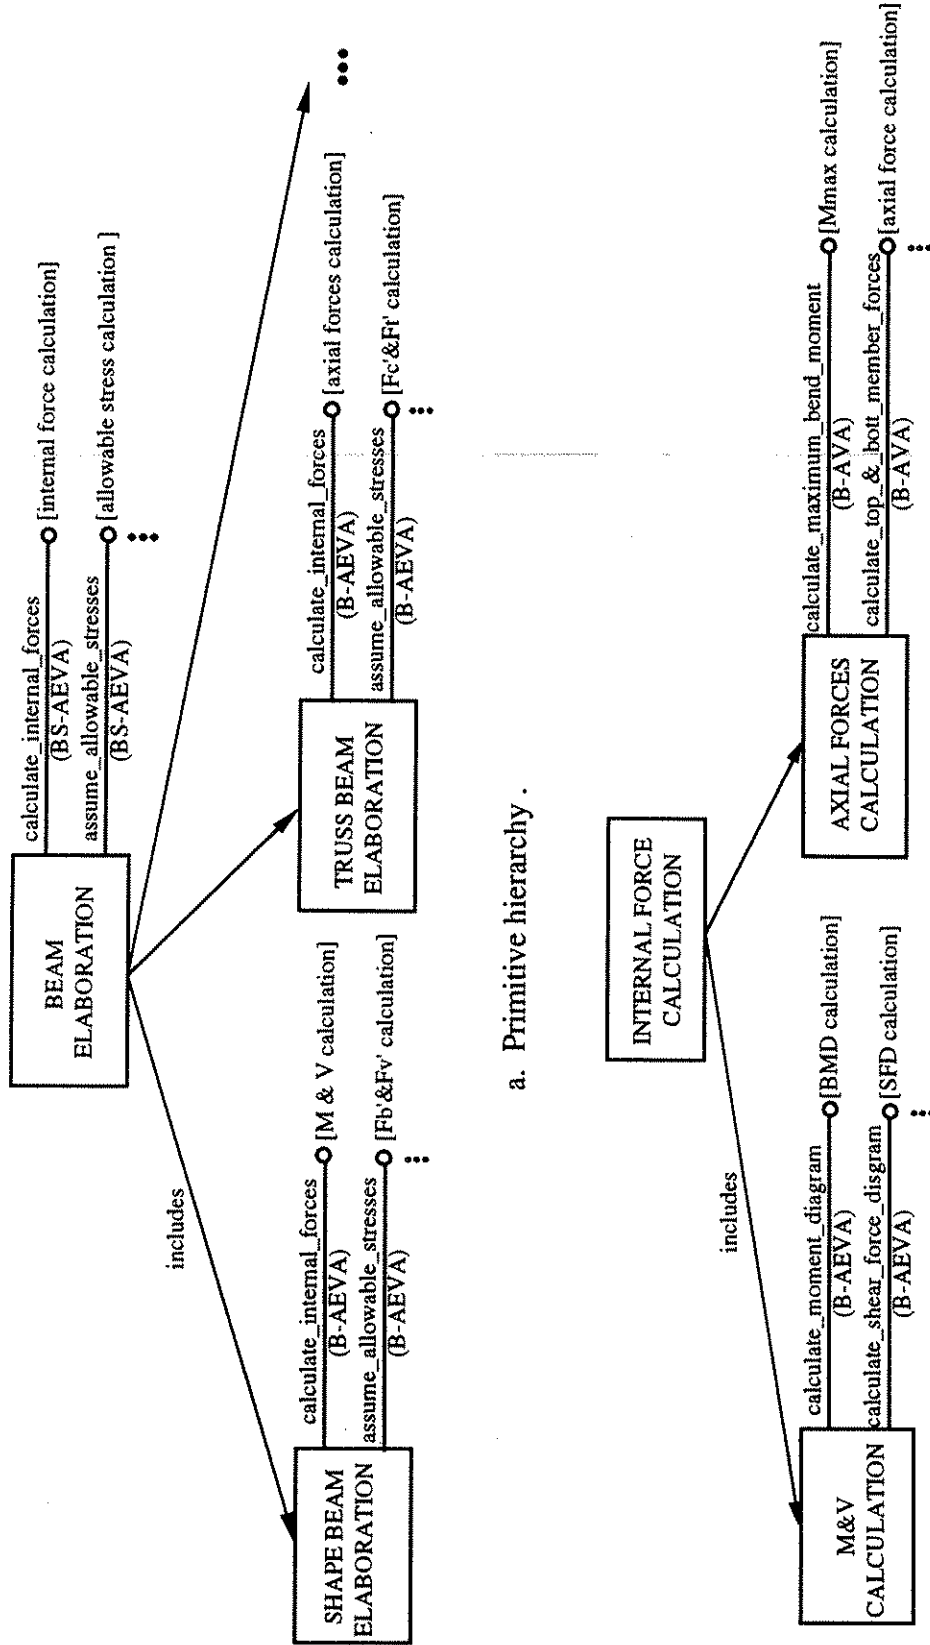 BEAM
ELABORATION
calculate_internal_forces
(BS-AEVA)
[internal force calculation]
assume_allowable_stresses
(BS-AEVA)
[allowable stress calculation ]
includes
SHAPE BEAM
ELABORATION
calculate_internal_forces
(B-AEVA)
[M & V calculation]
assume_allowable_stresses
(B-AEVA)
[Fb'&Fv' calculation]
TRUSS BEAM
ELABORATION
calculate_internal_forces
(B-AEVA)
[axial forces calculation]
assume_allowable_stresses
(B-AEVA)
[Fc'&Ft' calculation]
a. Primitive hierarchy .
INTERNAL FORCE
CALCULATION
includes
M&V
CALCULATION
calculate_moment_diagram
(B-AEVA)
[BMD calculation]
calculate_shear_force_disgram
(B-AEVA)
[SFD calculation]
AXIAL FORCES
CALCULATION
calculate_maximum_bend_moment
(B-AVA)
[Mmax calculation]
calculate_top_&_bott_member_forces
(B-AVA)
[axial force calculation]